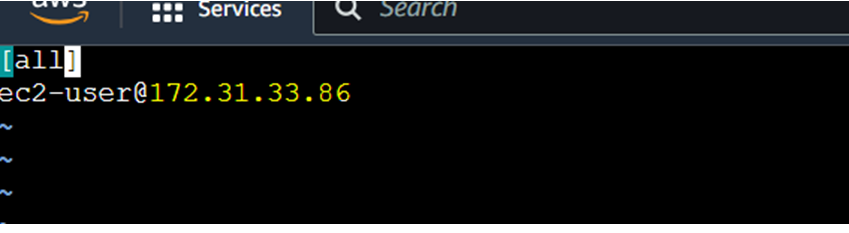 aws Services Search
[all]
ec2-user@172.31.33.86
~
~
~
~